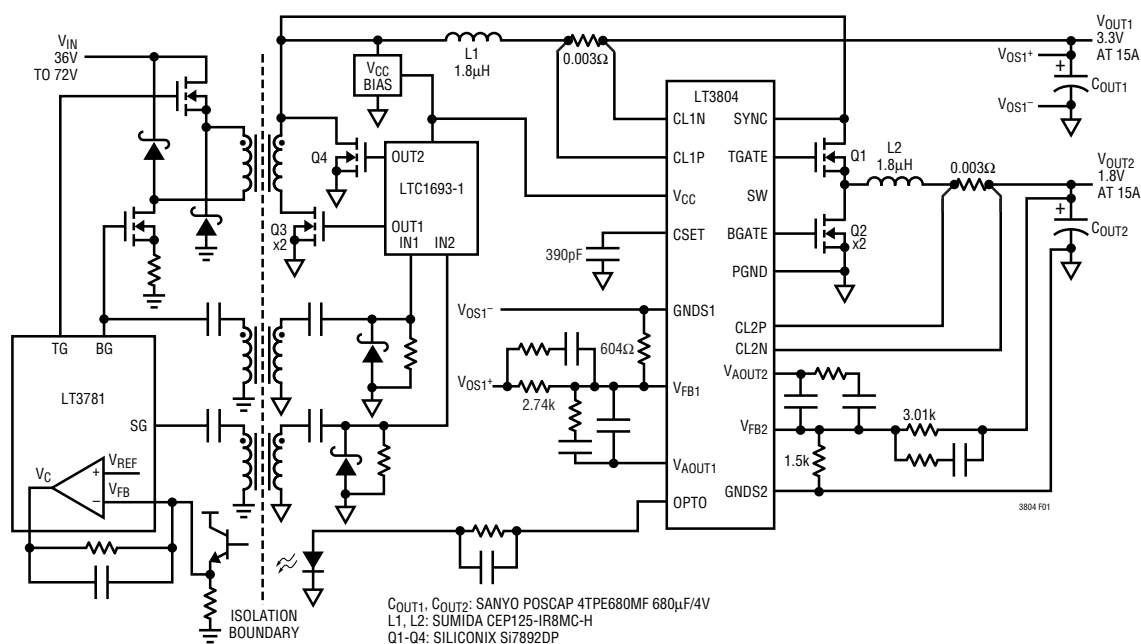 VIN
36V
TO 72V
VCC
BIAS
L1
1.8µH
0.003Ω
VOUT1
3.3V
AT 15A
VOS1+
+
COUT1
VOS1−
LT3804
CL1N
SYNC
CL1P
TGATE
VCC
SW
CSET
BGATE
PGND
GNDS1
CL2P
CL2N
VAOUT2
VFB1
VFB2
VAOUT1
GNDS2
OPTO
Q1
L2
1.8µH
0.003Ω
VOUT2
1.8V
AT 15A
+
COUT2
Q2
x2
Q4
OUT2
LTC1693-1
OUT1
IN1
IN2
Q3
x2
390pF
VOS1−
604Ω
VOS1+
2.74k
3.01k
1.5k
TG
BG
LT3781
SG
VC
VREF
+
VFB
−
ISOLATION
BOUNDARY
3804 F01
COUT1, COUT2: SANYO POSCAP 4TPE680MF 680µF/4V
L1, L2: SUMIDA CEP125-IR8MC-H
Q1-Q4: SILICONIX Si7892DP